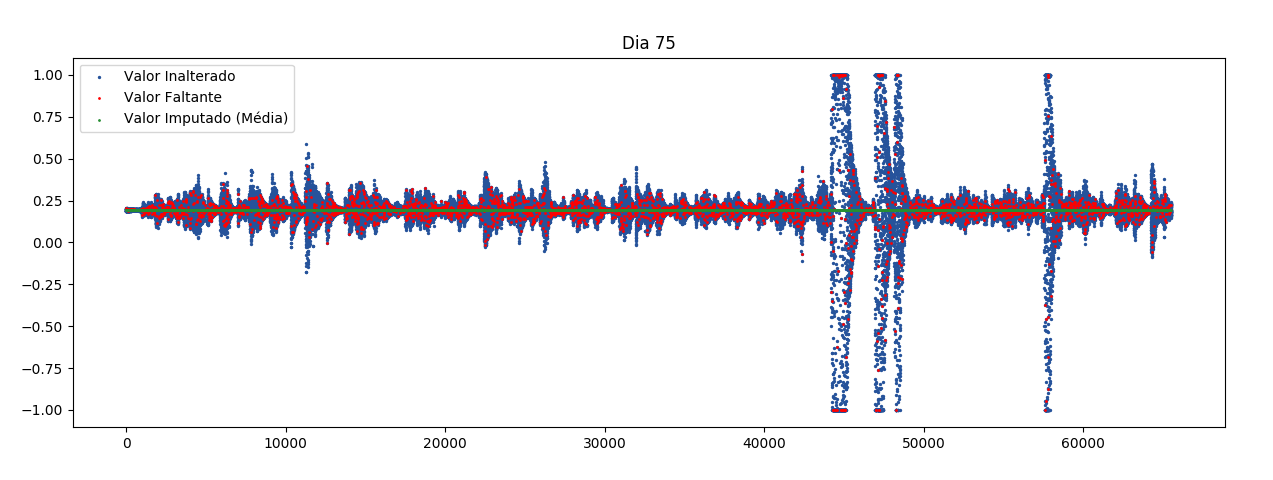 Dia 75
Valor Inalterado
Valor Faltante
Valor Imputado (Média)
1.00
0.75
0.50
0.25
0.00
−0.25
−0.50
−0.75
−1.00
0 10000 20000 30000 40000 50000 60000